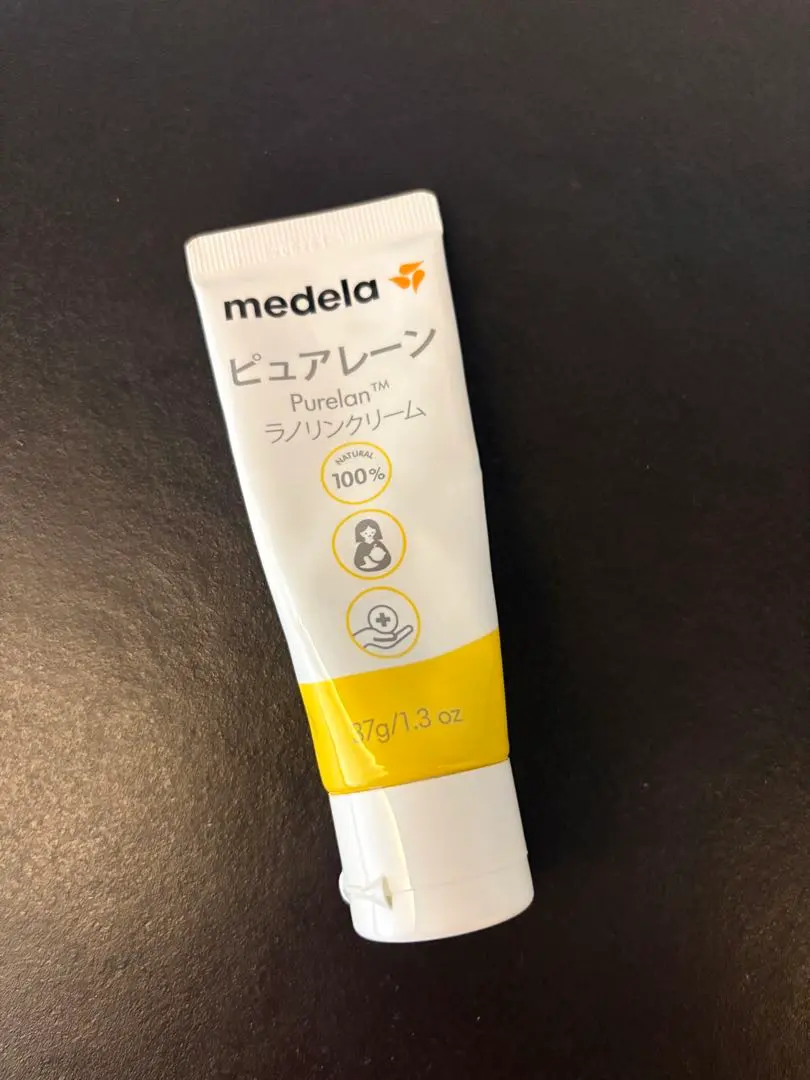 medela
ピュアレーン
Purelan™
ラノリンクリーム
NATURAL
100%
37g/1.3 oz